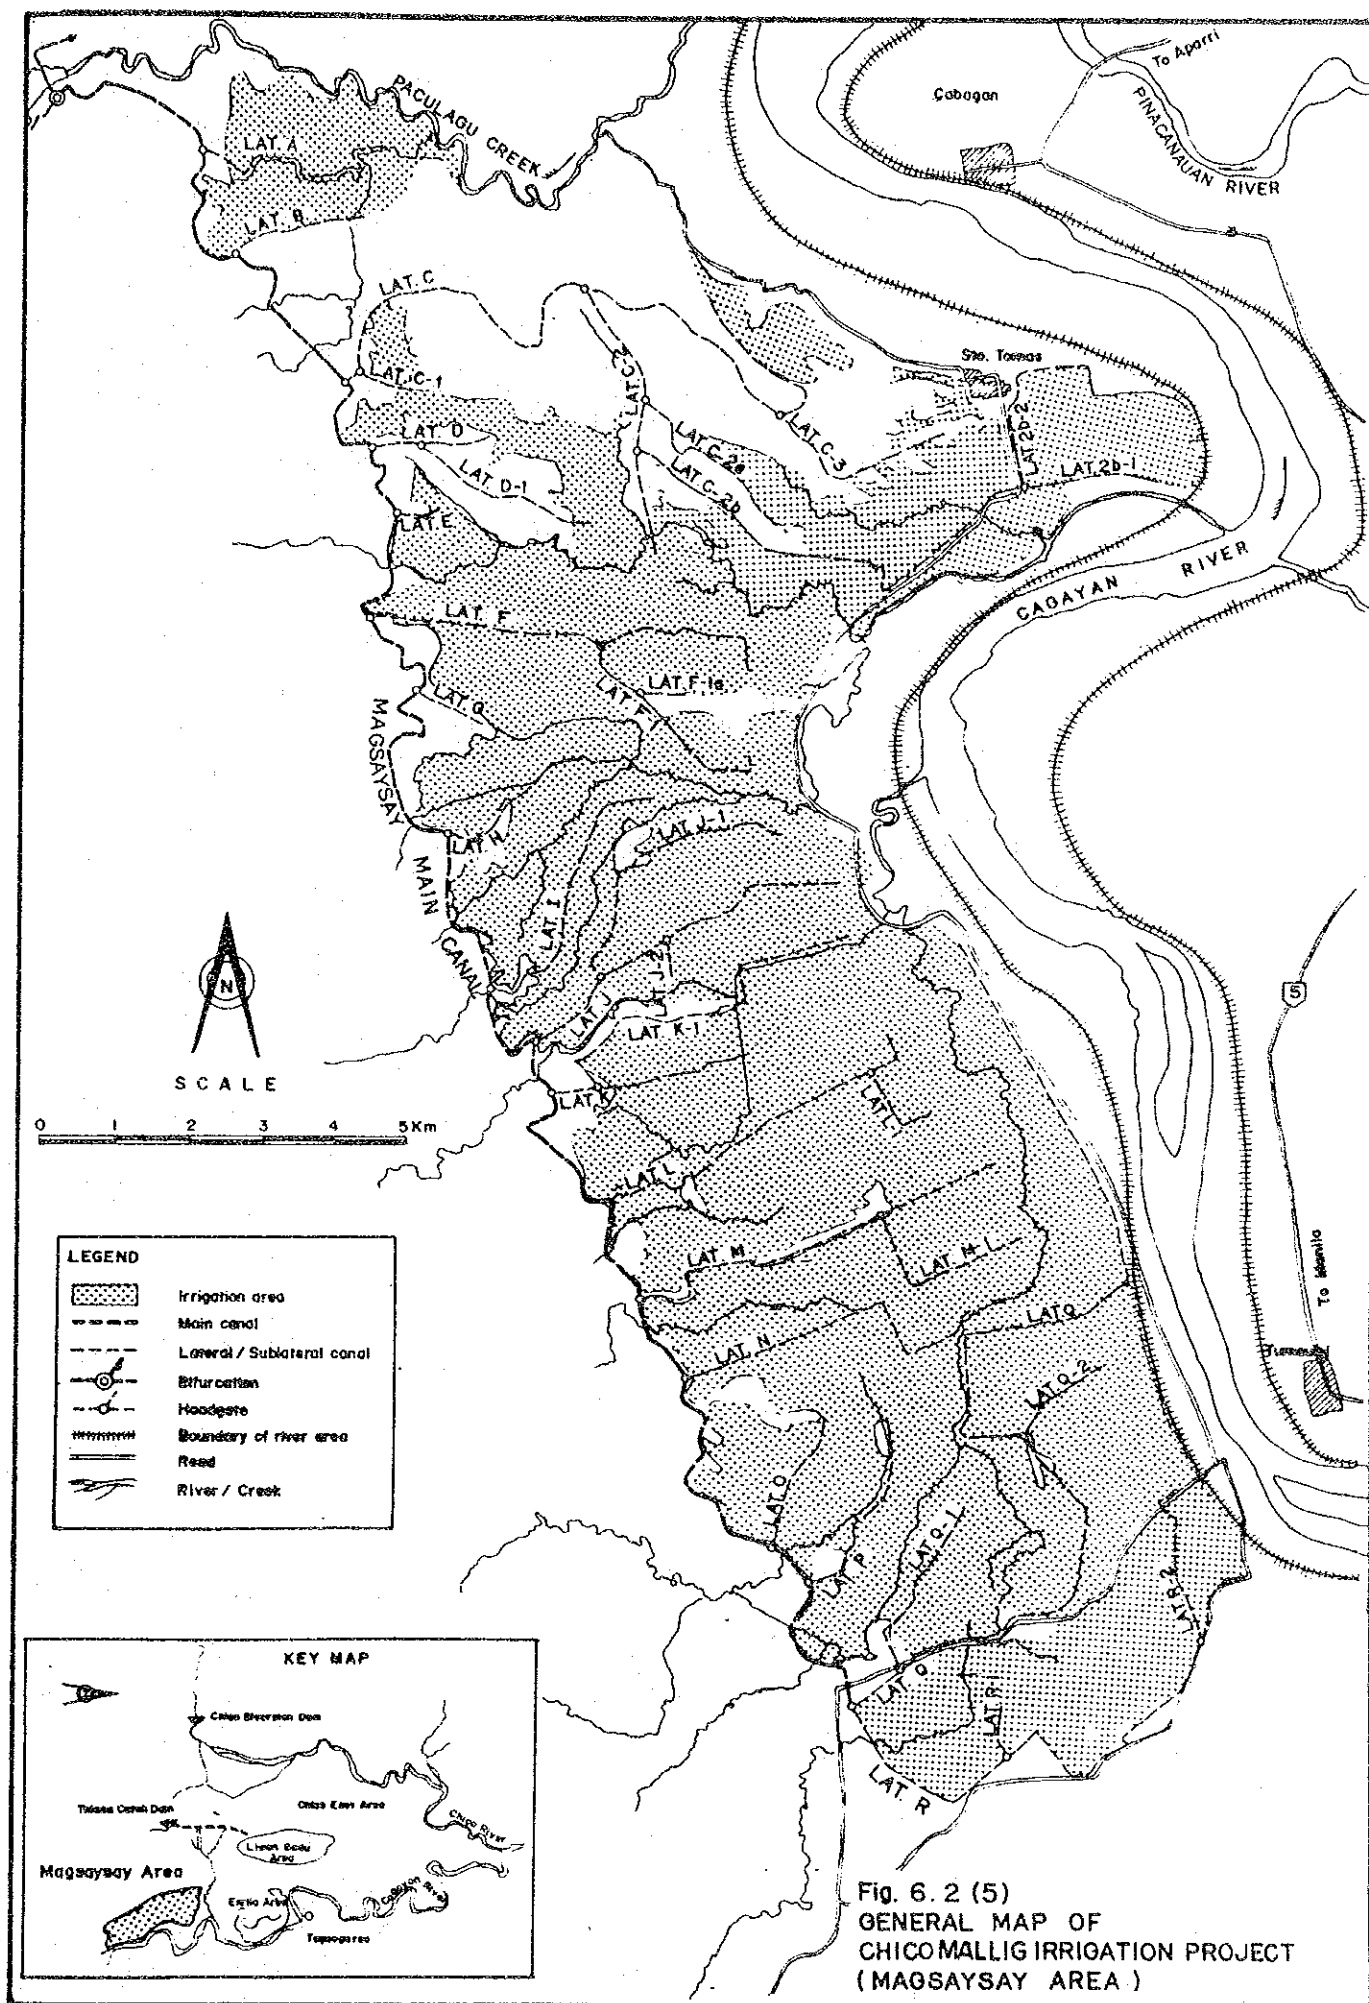 To Aparri
Cabagan
PINACANAUAN RIVER
PACULAGU CREEK
LAT. A
LAT. B
LAT. C
LAT. C-1
LAT. C-2
Sto. Tomas
LAT. D
LAT. C-2a
LAT. C-3
LAT. 2b-2
LAT. 2b-1
LAT. D-1
LAT. C-2b
LAT. E
CAGAYAN RIVER
LAT. F
LAT. F-1a
LAT. F-1
LAT. G
MAGSAYSAY MAIN CANAL
LAT. H
LAT. J-1
LAT. I
LAT. J-2
LAT. J
LAT. K-1
LAT. K
LAT. L
LAT. L
LAT. M
LAT. M-1
LAT. N
LAT. Q
LAT. Q-2
LAT. O
LAT. P
LAT. Q-1
LAT. R-2
LAT. Q
LAT. R1
LAT. R
5
To Manila
N
SCALE
0 1 2 3 4 5 Km
LEGEND
Irrigation area
Main canal
Lateral / Sublateral canal
Bifurcation
Headgate
Boundary of river area
Road
River / Creek
KEY MAP
Chico Diversion Dam
Chico East Area
Chico River
Magsaysay Area
Cagayan River
Fig. 6.2 (5)
GENERAL MAP OF
CHICO MALLIG IRRIGATION PROJECT
(MAGSAYSAY AREA)